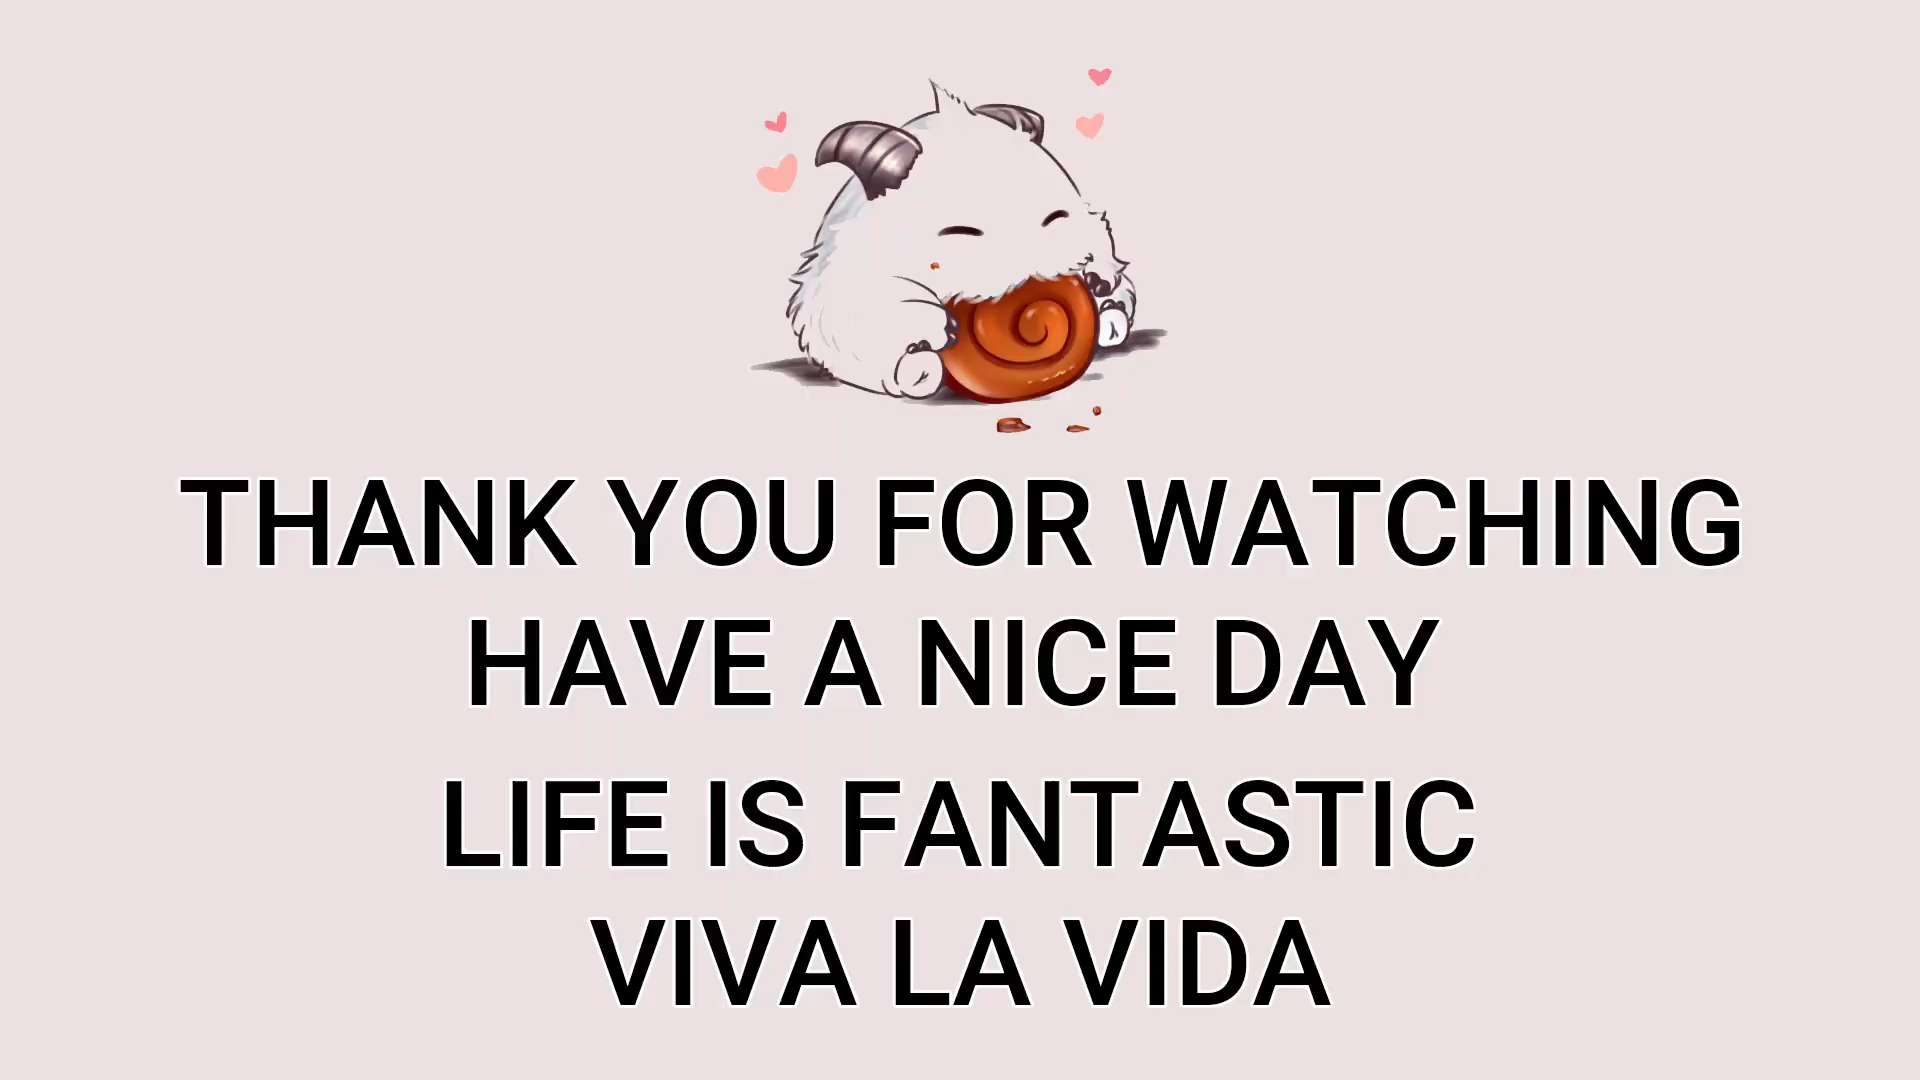 THANK YOU FOR WATCHING
HAVE A NICE DAY
LIFE IS FANTASTIC
VIVA LA VIDA